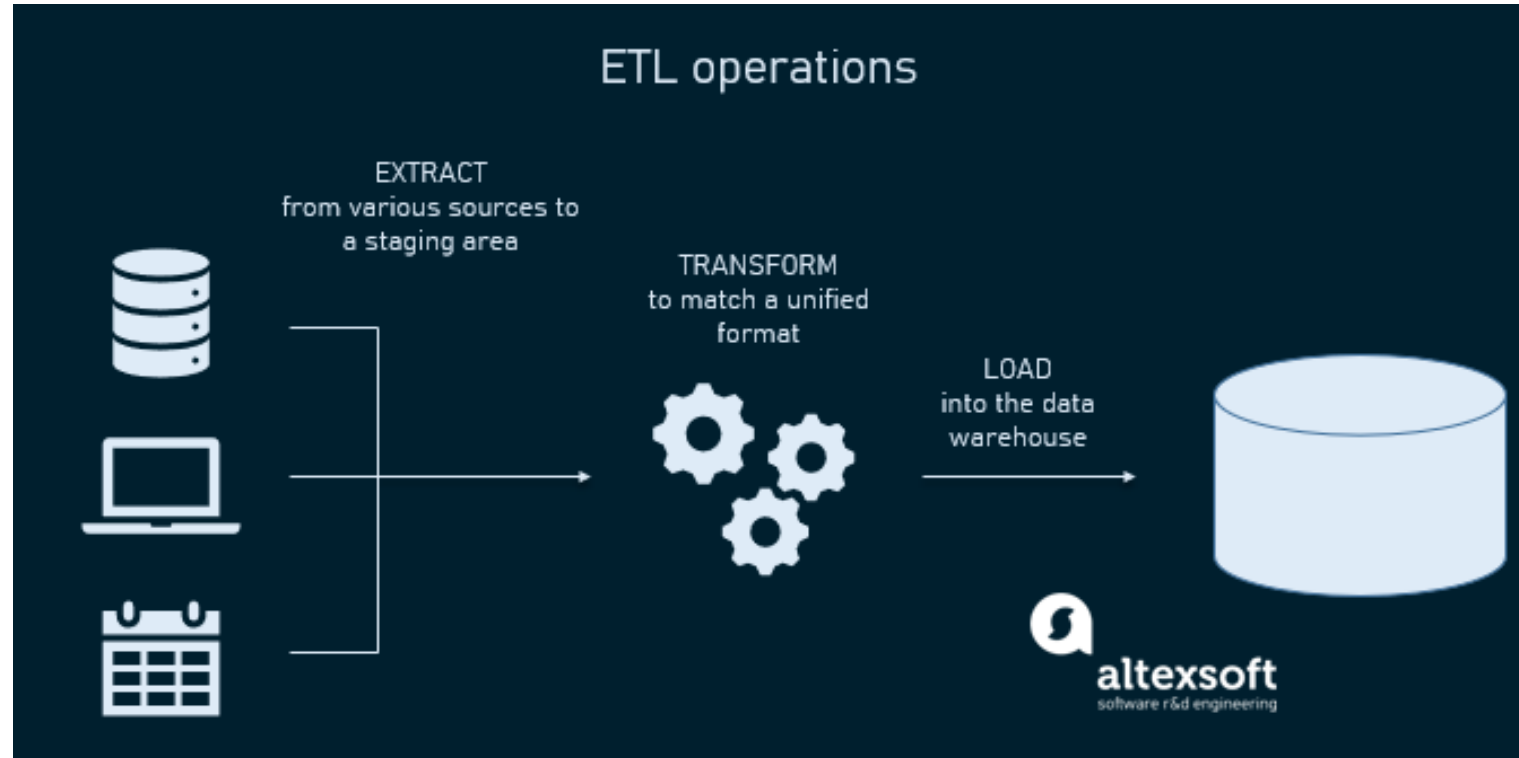 ETL operations
EXTRACT
from various sources to
a staging area
TRANSFORM
to match a unified
format
LOAD
into the data
warehouse
altexsoft
software r&d engineering